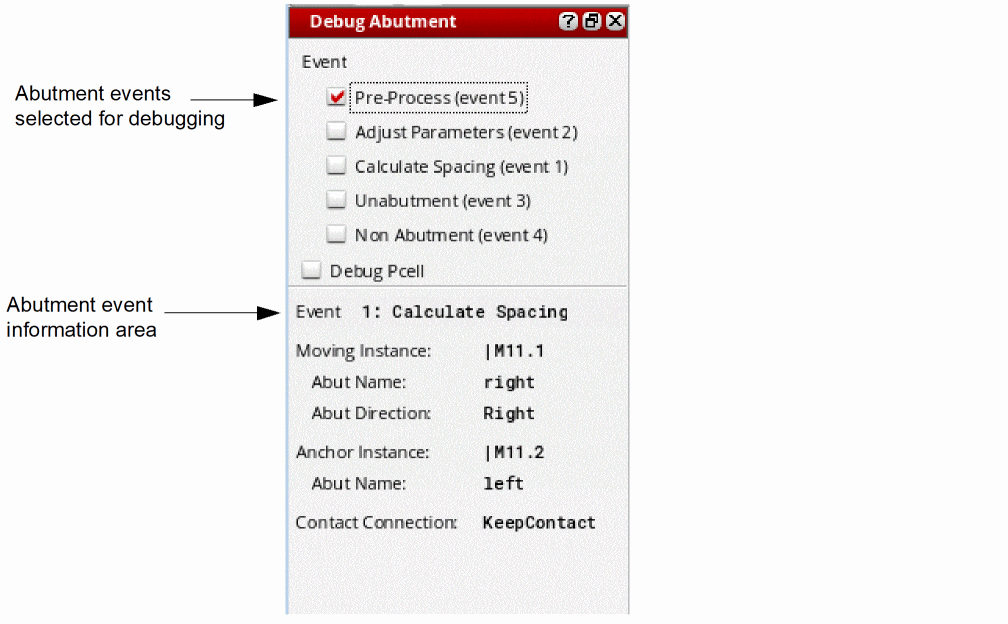 Debug Abutment
Event
Abutment events
selected for debugging
Pre-Process (event 5)
Adjust Parameters (event 2)
Calculate Spacing (event 1)
Unabutment (event 3)
Non Abutment (event 4)
Debug Pcell
Abutment event
information area
Event 1: Calculate Spacing
Moving Instance: |M11.1
Abut Name: right
Abut Direction: Right
Anchor Instance: |M11.2
Abut Name: left
Contact Connection: KeepContact